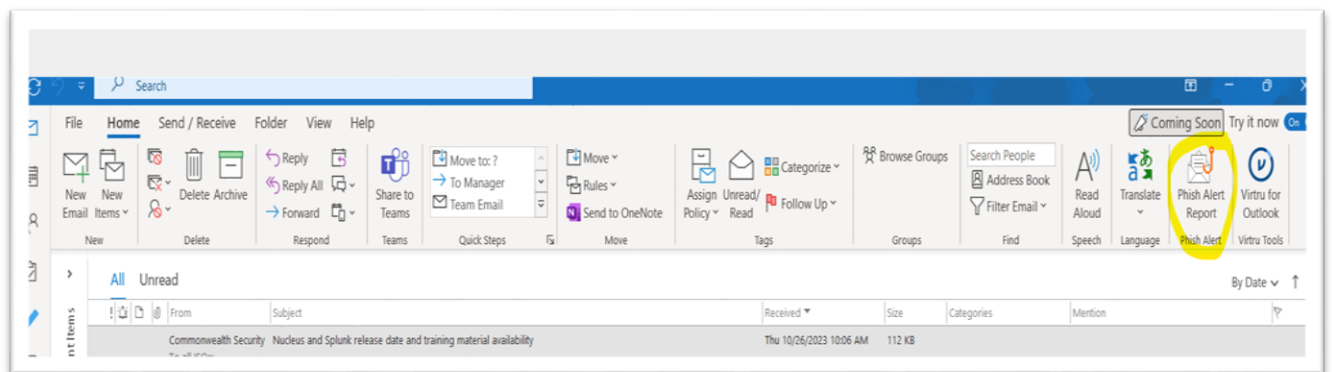 Search
File Home Send / Receive Folder View Help
Coming Soon Try it now On
New Email
New Items
Delete
Archive
Reply
Reply All
Forward
Share to Teams
Move to: ?
To Manager
Team Email
Move
Rules
Send to OneNote
Assign Policy
Unread/ Read
Categorize
Follow Up
Browse Groups
Search People
Address Book
Filter Email
Read Aloud
Translate
Phish Alert Report
Virtru for Outlook
New Delete Respond Teams Quick Steps Move Tags Groups Find Speech Language Phish Alert Virtru Tools
All Unread
By Date
From Subject Received Size Categories Mention
Commonwealth Security Nucleus and Splunk release date and training material availability Thu 10/26/2023 10:06 AM 112 KB